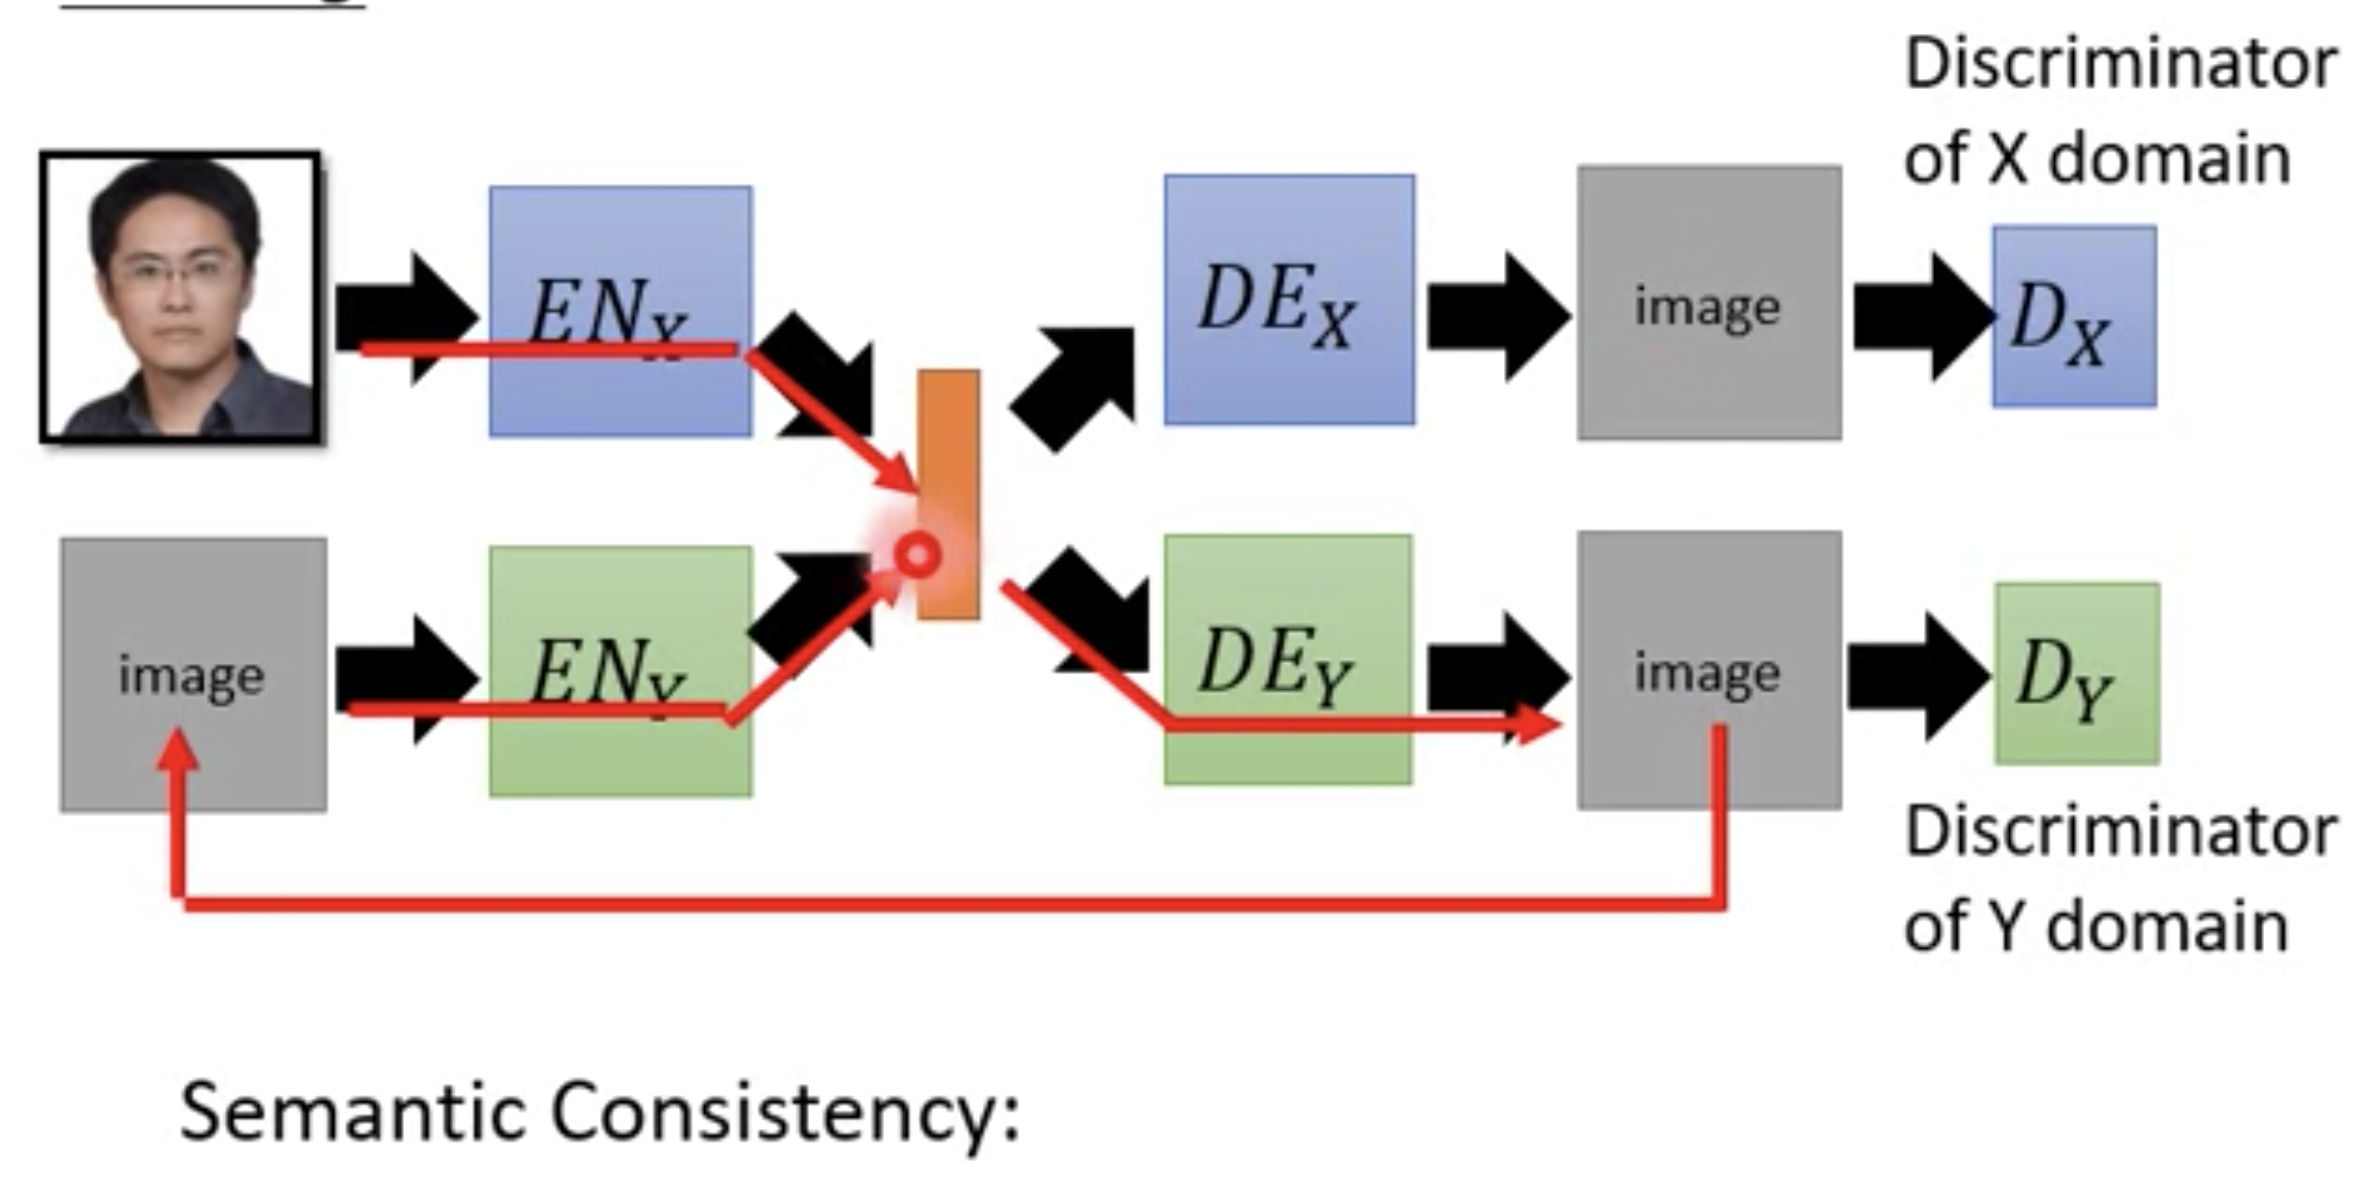 Discriminator
of X domain
EN_X
DE_X
image
D_X
image
EN_Y
DE_Y
image
D_Y
Discriminator
of Y domain
Semantic Consistency: